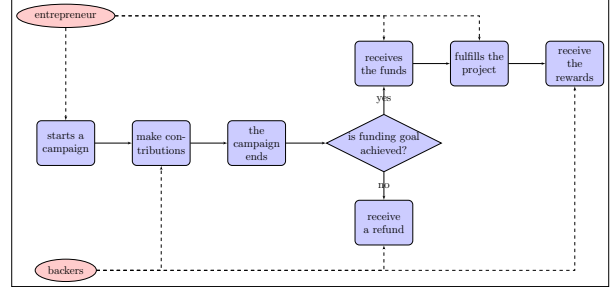 entrepreneur
receives
the funds
fulfills the
project
receive
the
rewards
yes
starts a
campaign
make con-
tributions
the
campaign
ends
is funding goal
achieved?
no
receive
a refund
backers